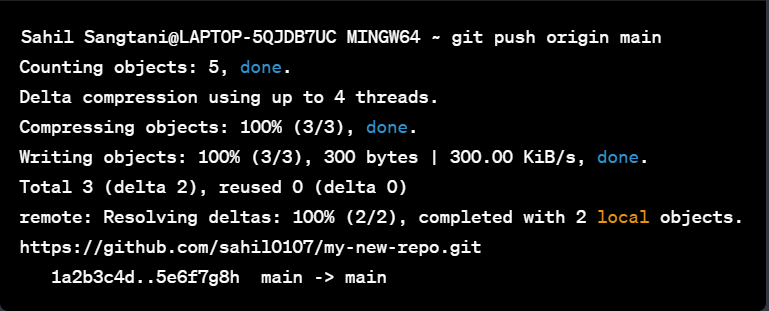 Sahil Sangtani@LAPTOP-5QJDB7UC MINGW64 ~ git push origin main
Counting objects: 5, done.
Delta compression using up to 4 threads.
Compressing objects: 100% (3/3), done.
Writing objects: 100% (3/3), 300 bytes | 300.00 KiB/s, done.
Total 3 (delta 2), reused 0 (delta 0)
remote: Resolving deltas: 100% (2/2), completed with 2 local objects.
https://github.com/sahil0107/my-new-repo.git
   1a2b3c4d..5e6f7g8h  main -> main